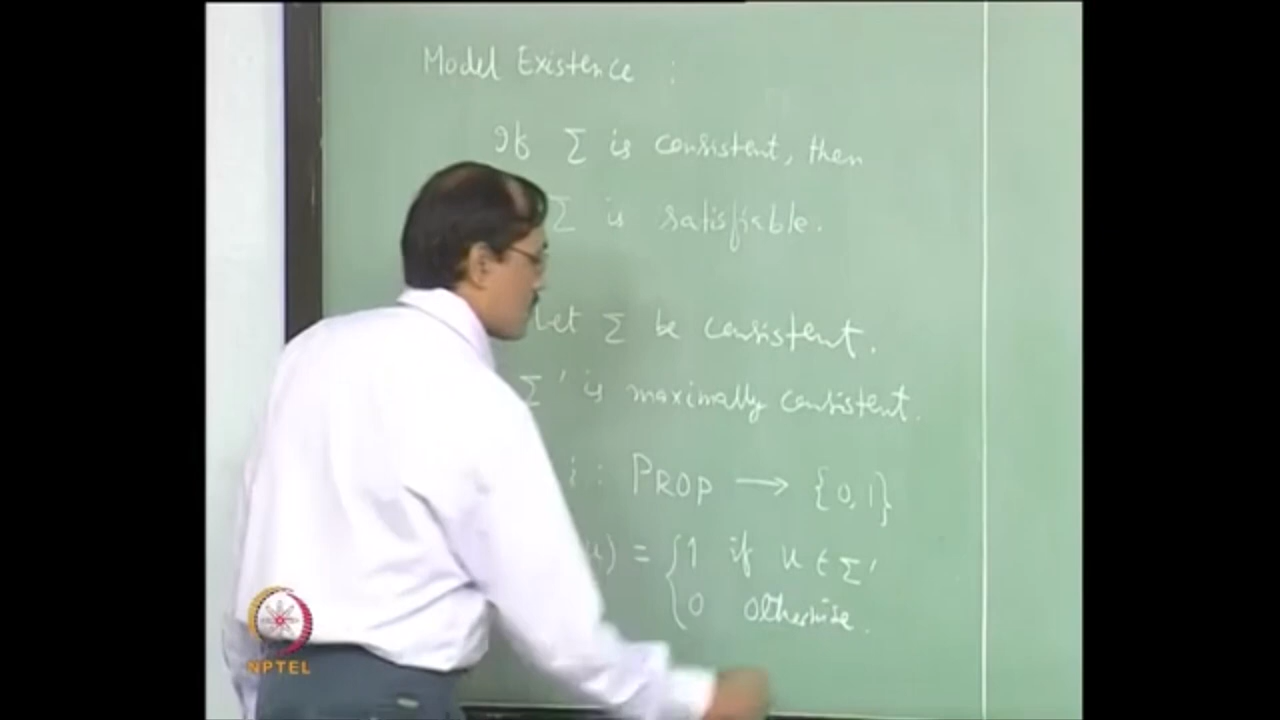 Model Existence :
If Σ is consistent, then
Σ is satisfiable.
Let Σ be consistent.
Σ' is maximally consistent.
i : PROP → {0,1}
u) = { 1 if u ∈ Σ'
0 otherwise.
NPTEL